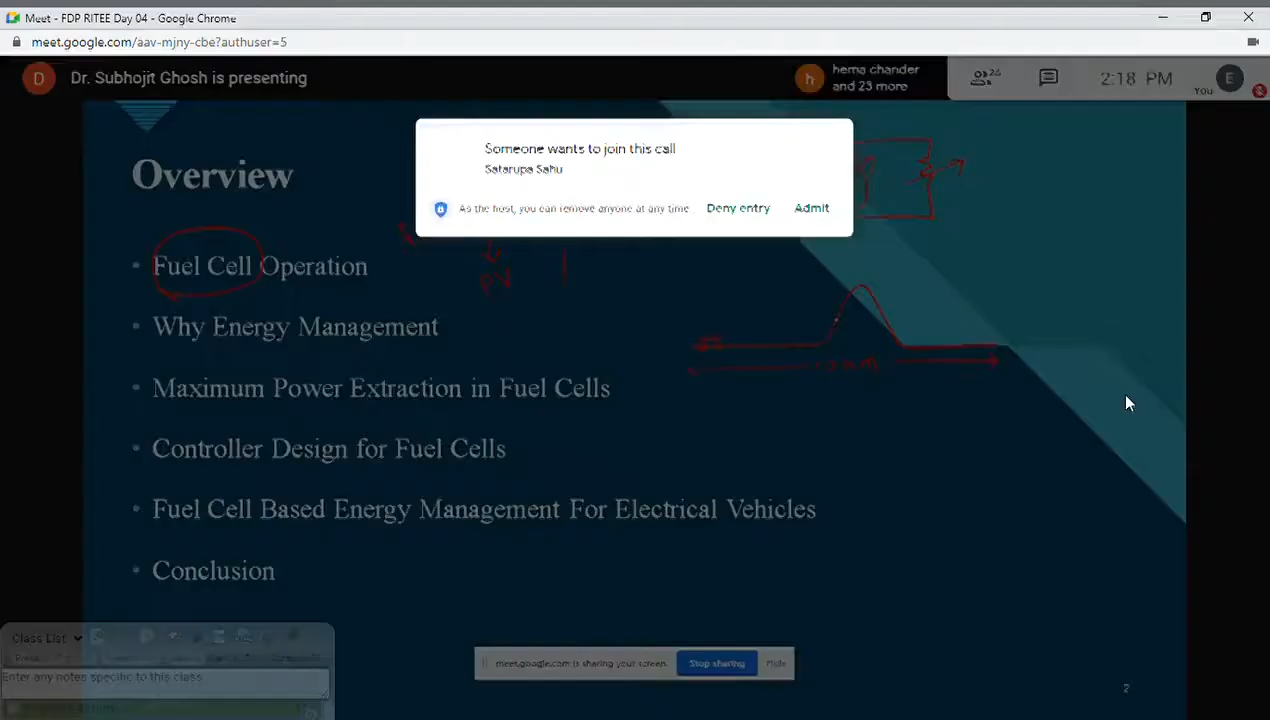 Meet - FDP RITEE Day 04 - Google Chrome
meet.google.com/aav-mjny-cbe?authuser=5
D Dr. Subhojit Ghosh is presenting
h hema chander
and 23 more
24
2:18 PM
You
E
Someone wants to join this call
Satarupa Sahu
As the host, you can remove anyone at any time
Deny entry
Admit
Overview
• Fuel Cell Operation
PV
• Why Energy Management
• Maximum Power Extraction in Fuel Cells
• Controller Design for Fuel Cells
• Fuel Cell Based Energy Management For Electrical Vehicles
• Conclusion
Class List
Enter any notes specific to this class
meet.google.com is sharing your screen.
Stop sharing
Hide
2